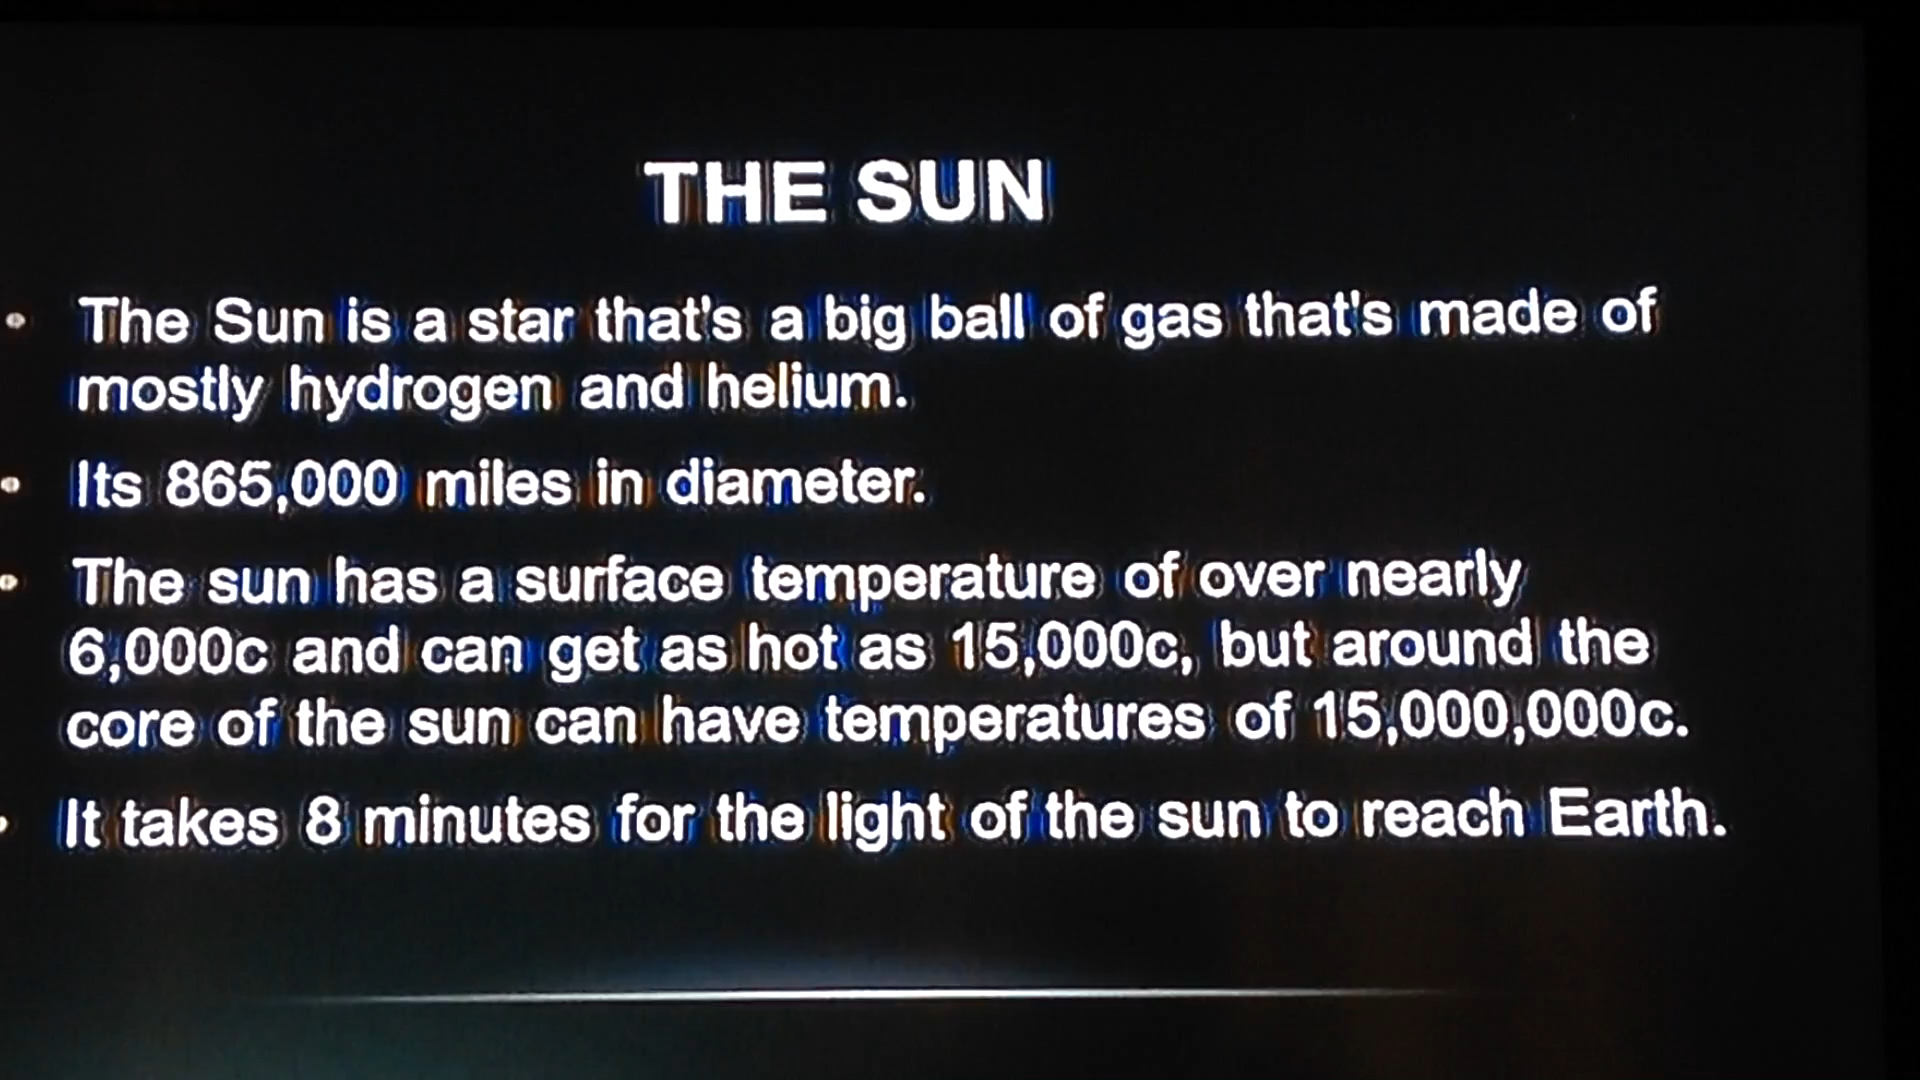 THE SUN
• The Sun is a star that's a big ball of gas that's made of
mostly hydrogen and helium.
• Its 865,000 miles in diameter.
• The sun has a surface temperature of over nearly
6,000c and can get as hot as 15,000c, but around the
core of the sun can have temperatures of 15,000,000c.
• It takes 8 minutes for the light of the sun to reach Earth.